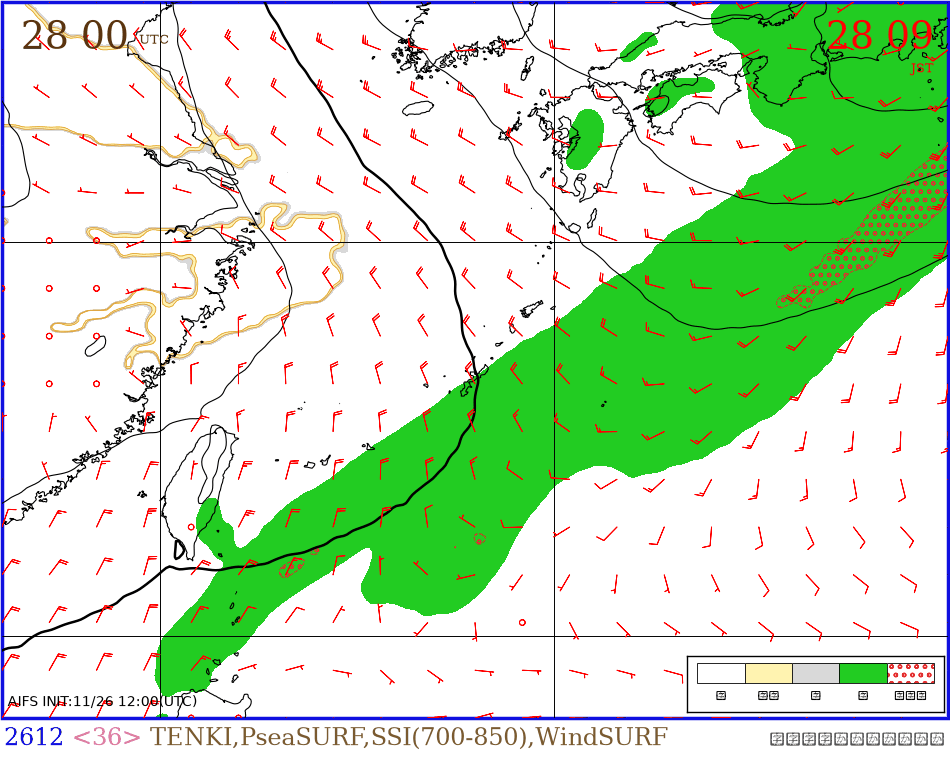 28 00 UTC
28 09
JST
AIFS INIT:11/26 12:00(UTC)
2612 <36> TENKI,PseaSURF,SSI(700-850),WindSURF